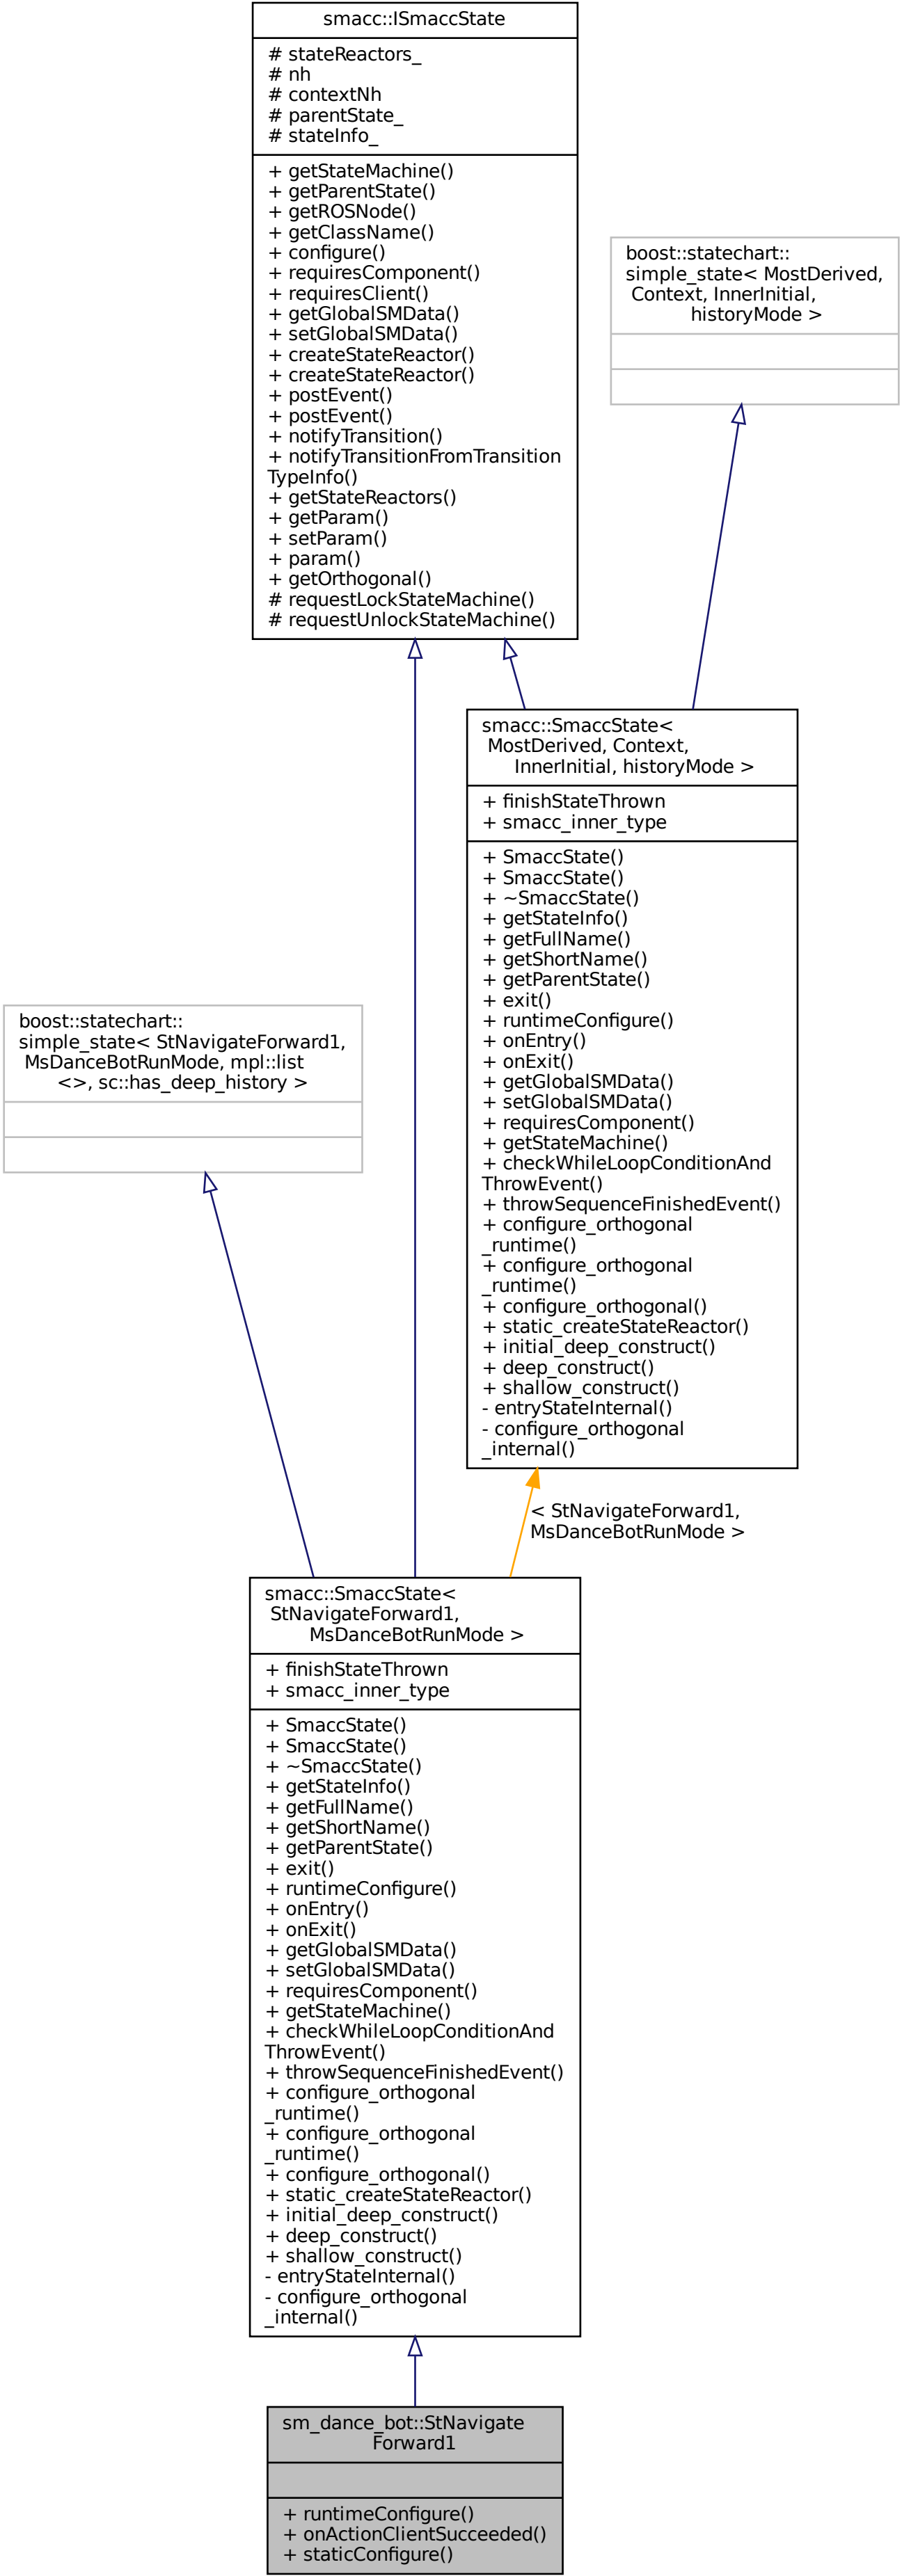 smacc::ISmaccState
# stateReactors_
# nh
# contextNh
# parentState_
# stateInfo_
+ getStateMachine()
+ getParentState()
+ getROSNode()
+ getClassName()
+ configure()
+ requiresComponent()
+ requiresClient()
+ getGlobalSMData()
+ setGlobalSMData()
+ createStateReactor()
+ createStateReactor()
+ postEvent()
+ postEvent()
+ notifyTransition()
+ notifyTransitionFromTransition
TypeInfo()
+ getStateReactors()
+ getParam()
+ setParam()
+ param()
+ getOrthogonal()
# requestLockStateMachine()
# requestUnlockStateMachine()
boost::statechart::
simple_state< MostDerived,
Context, InnerInitial,
historyMode >
smacc::SmaccState<
MostDerived, Context,
InnerInitial, historyMode >
+ finishStateThrown
+ smacc_inner_type
+ SmaccState()
+ SmaccState()
+ ~SmaccState()
+ getStateInfo()
+ getFullName()
+ getShortName()
+ getParentState()
+ exit()
+ runtimeConfigure()
+ onEntry()
+ onExit()
+ getGlobalSMData()
+ setGlobalSMData()
+ requiresComponent()
+ getStateMachine()
+ checkWhileLoopConditionAnd
ThrowEvent()
+ throwSequenceFinishedEvent()
+ configure_orthogonal
_runtime()
+ configure_orthogonal
_runtime()
+ configure_orthogonal()
+ static_createStateReactor()
+ initial_deep_construct()
+ deep_construct()
+ shallow_construct()
- entryStateInternal()
- configure_orthogonal
_internal()
boost::statechart::
simple_state< StNavigateForward1,
MsDanceBotRunMode, mpl::list
<>, sc::has_deep_history >
< StNavigateForward1,
MsDanceBotRunMode >
smacc::SmaccState<
StNavigateForward1,
MsDanceBotRunMode >
+ finishStateThrown
+ smacc_inner_type
+ SmaccState()
+ SmaccState()
+ ~SmaccState()
+ getStateInfo()
+ getFullName()
+ getShortName()
+ getParentState()
+ exit()
+ runtimeConfigure()
+ onEntry()
+ onExit()
+ getGlobalSMData()
+ setGlobalSMData()
+ requiresComponent()
+ getStateMachine()
+ checkWhileLoopConditionAnd
ThrowEvent()
+ throwSequenceFinishedEvent()
+ configure_orthogonal
_runtime()
+ configure_orthogonal
_runtime()
+ configure_orthogonal()
+ static_createStateReactor()
+ initial_deep_construct()
+ deep_construct()
+ shallow_construct()
- entryStateInternal()
- configure_orthogonal
_internal()
sm_dance_bot::StNavigate
Forward1
+ runtimeConfigure()
+ onActionClientSucceeded()
+ staticConfigure()